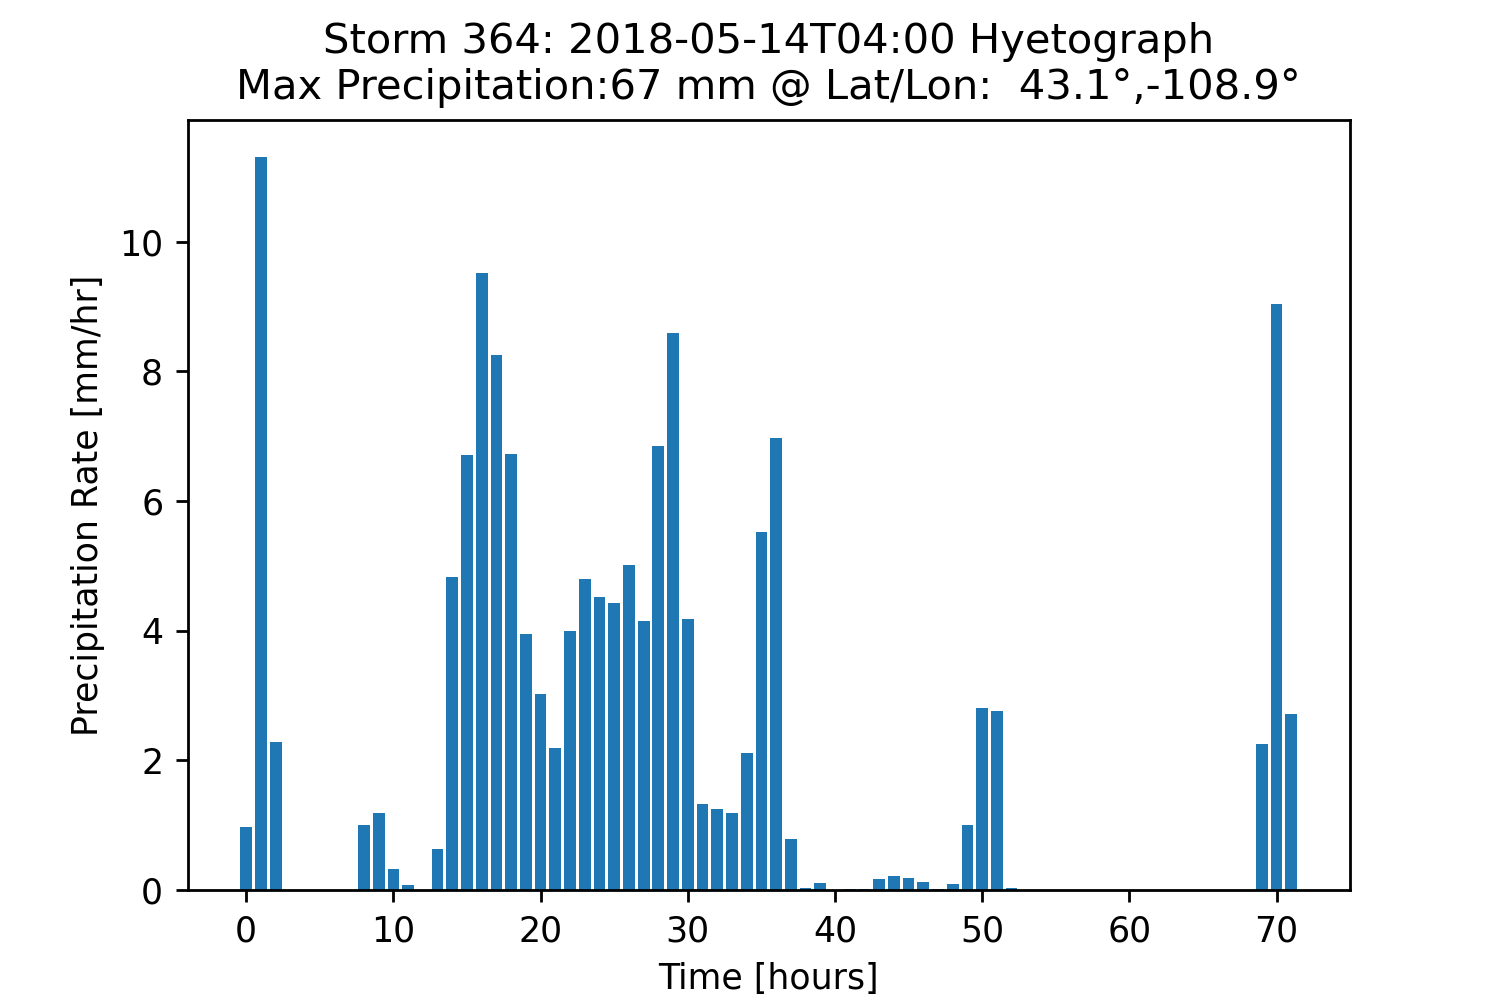 Storm 364: 2018-05-14T04:00 Hyetograph
Max Precipitation:67 mm @ Lat/Lon:  43.1°,-108.9°
Precipitation Rate [mm/hr]
10
8
6
4
2
0
0 10 20 30 40 50 60 70
Time [hours]